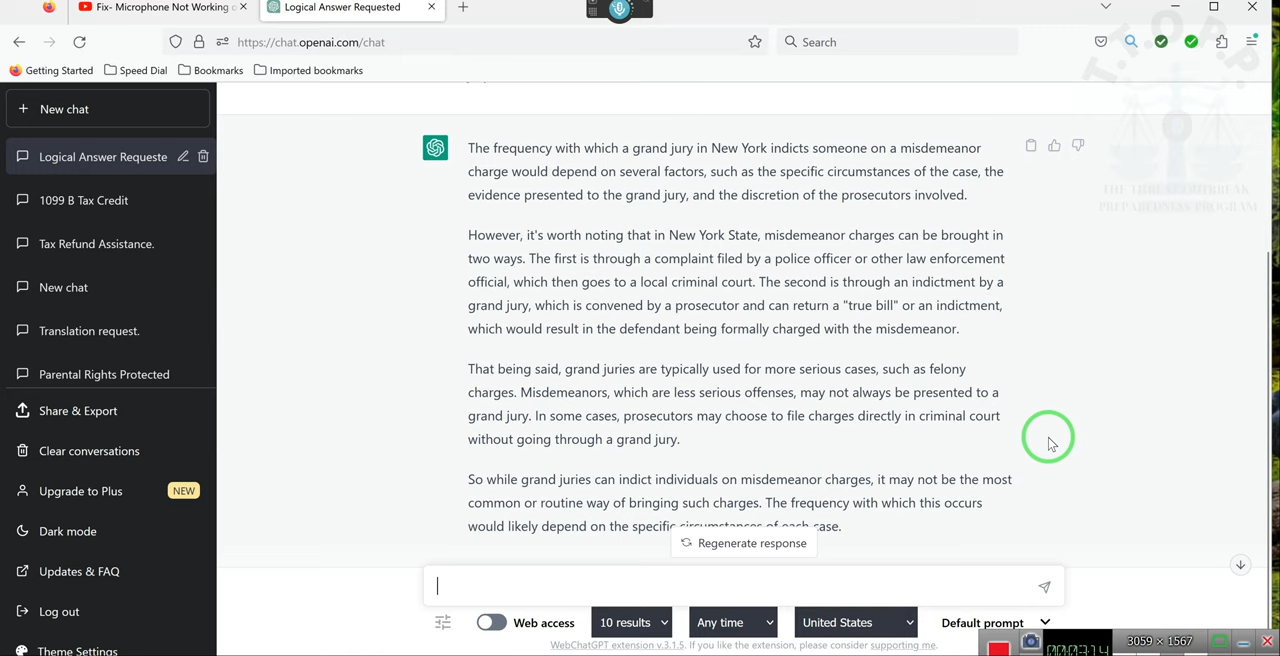 Fix- Microphone Not Working o
Logical Answer Requested
https://chat.openai.com/chat
Search
Getting Started
Speed Dial
Bookmarks
Imported bookmarks
T.T.O.P.P.
THE THREAT OUTBREAK
PREPAREDNESS PROGRAM
New chat
Logical Answer Requeste
1099 B Tax Credit
Tax Refund Assistance.
New chat
Translation request.
Parental Rights Protected
Share & Export
Clear conversations
Upgrade to Plus
NEW
Dark mode
Updates & FAQ
Log out
Theme Settings
The frequency with which a grand jury in New York indicts someone on a misdemeanor
charge would depend on several factors, such as the specific circumstances of the case, the
evidence presented to the grand jury, and the discretion of the prosecutors involved.
However, it's worth noting that in New York State, misdemeanor charges can be brought in
two ways. The first is through a complaint filed by a police officer or other law enforcement
official, which then goes to a local criminal court. The second is through an indictment by a
grand jury, which is convened by a prosecutor and can return a "true bill" or an indictment,
which would result in the defendant being formally charged with the misdemeanor.
That being said, grand juries are typically used for more serious cases, such as felony
charges. Misdemeanors, which are less serious offenses, may not always be presented to a
grand jury. In some cases, prosecutors may choose to file charges directly in criminal court
without going through a grand jury.
So while grand juries can indict individuals on misdemeanor charges, it may not be the most
common or routine way of bringing such charges. The frequency with which this occurs
would likely depend on the specific circumstances of each case.
Regenerate response
Web access
10 results
Any time
United States
Default prompt
WebChatGPT extension v.3.1.5. If you like the extension, please consider supporting me.
00:03:14
3059 × 1567